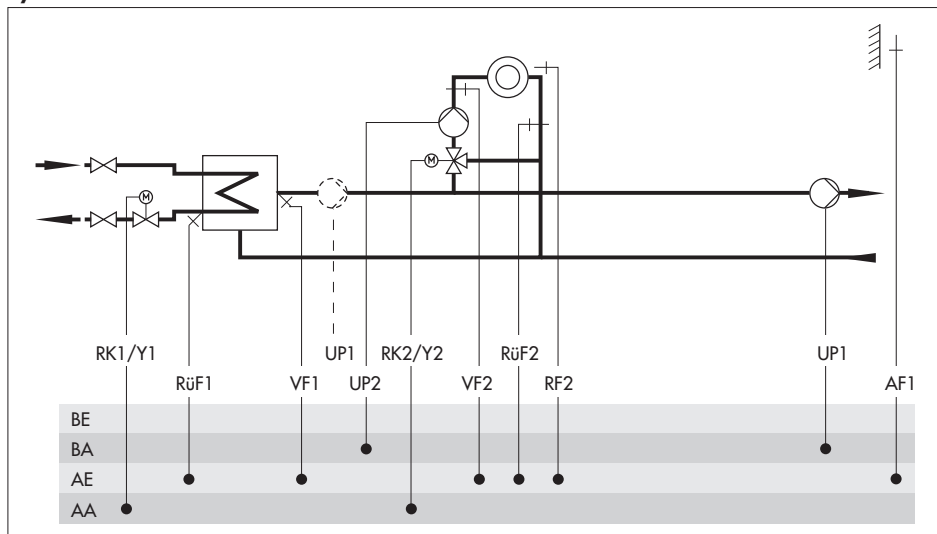 M
M
RK1/Y1
UP1
RK2/Y2
RüF2
UP1
RüF1
VF1
UP2
VF2
RF2
AF1
BE
BA
AE
AA